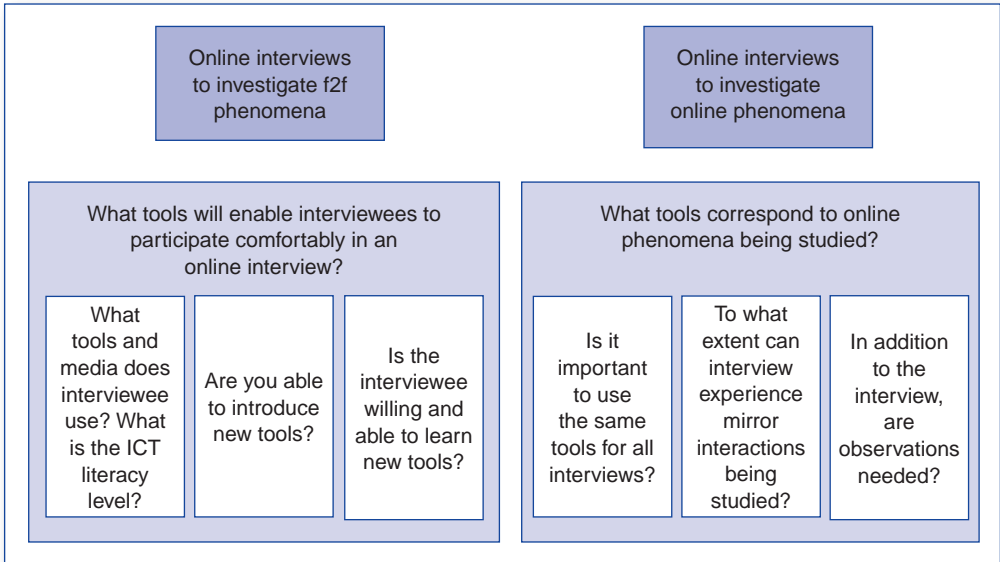 Online interviews
to investigate f2f
phenomena
Online interviews
to investigate
online phenomena
What tools will enable interviewees to
participate comfortably in an
online interview?
What
tools and
media does
interviewee
use? What
is the ICT
literacy
level?
Are you able
to introduce
new tools?
Is the
interviewee
willing and
able to learn
new tools?
What tools correspond to online
phenomena being studied?
Is it
important
to use
the same
tools for all
interviews?
To what
extent can
interview
experience
mirror
interactions
being
studied?
In addition
to the
interview,
are
observations
needed?